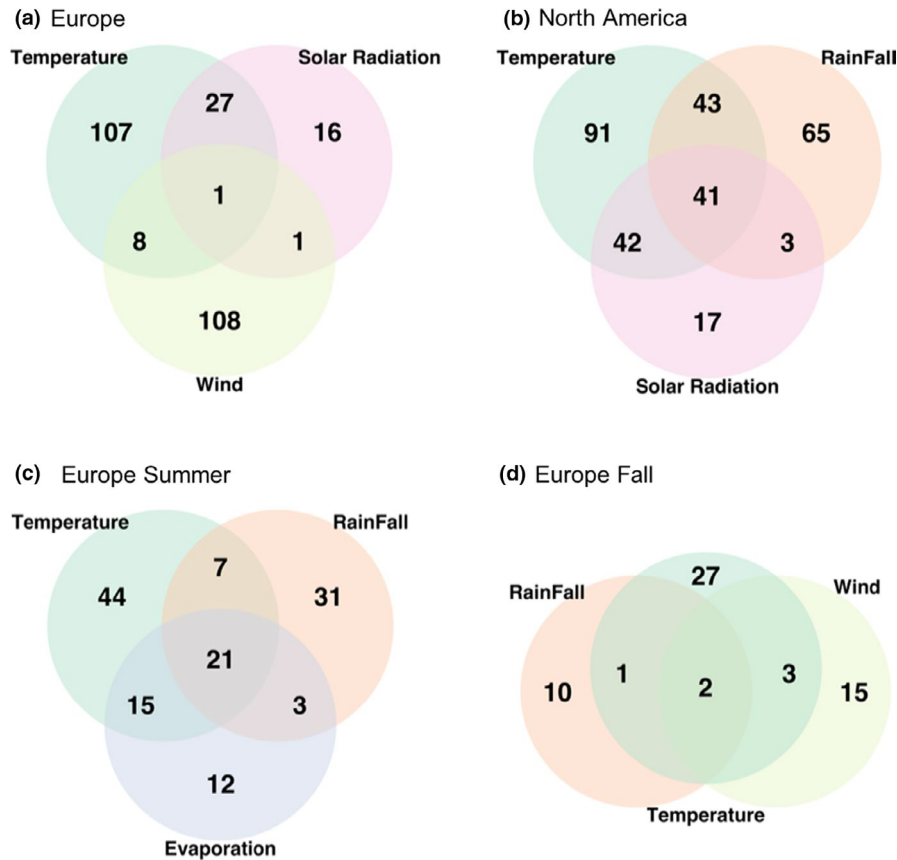 (a) Europe
(b) North America
Temperature
Solar Radiation
27
107
16
1
8
1
108
Wind
Temperature
RainFall
43
91
65
41
42
3
17
Solar Radiation
(c) Europe Summer
(d) Europe Fall
Temperature
RainFall
7
44
31
21
15
3
12
Evaporation
27
RainFall
Wind
1
2
3
10
15
Temperature